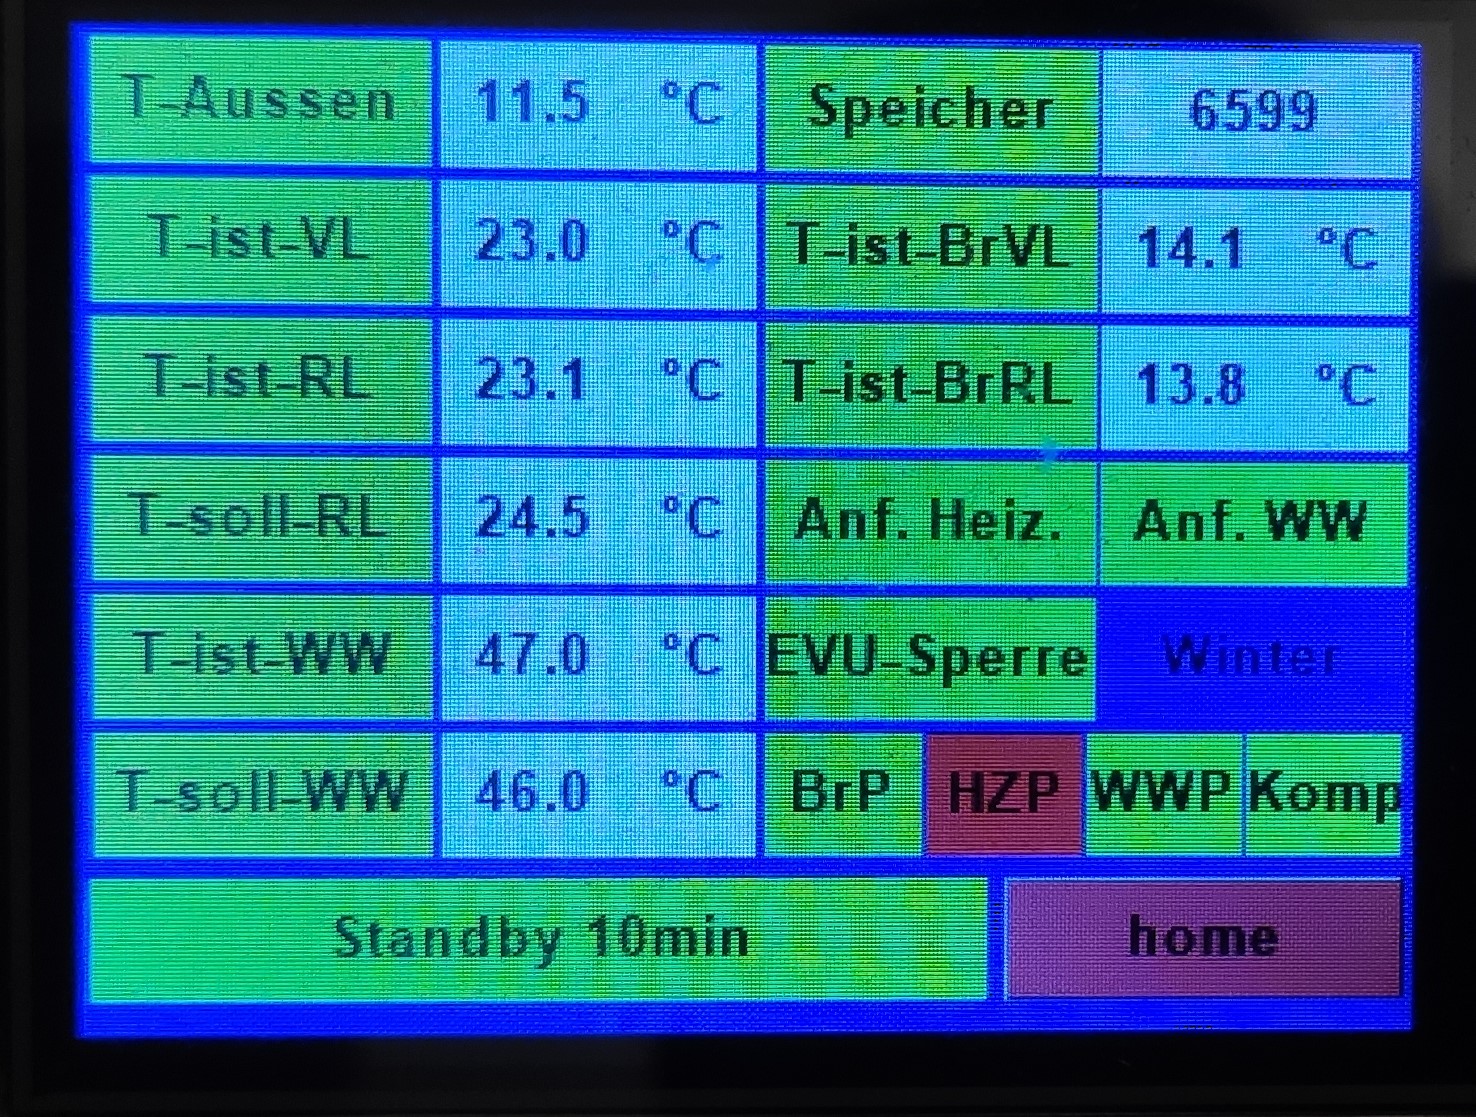 T-Aussen 11.5 °C Speicher 6599
T-ist-VL 23.0 °C T-ist-BrVL 14.1 °C
T-ist-RL 23.1 °C T-ist-BrRL 13.8 °C
T-soll-RL 24.5 °C Anf. Heiz. Anf. WW
T-ist-WW 47.0 °C EVU-Sperre Winter
T-soll-WW 46.0 °C BrP HZP WWP Komp
Standby 10min home